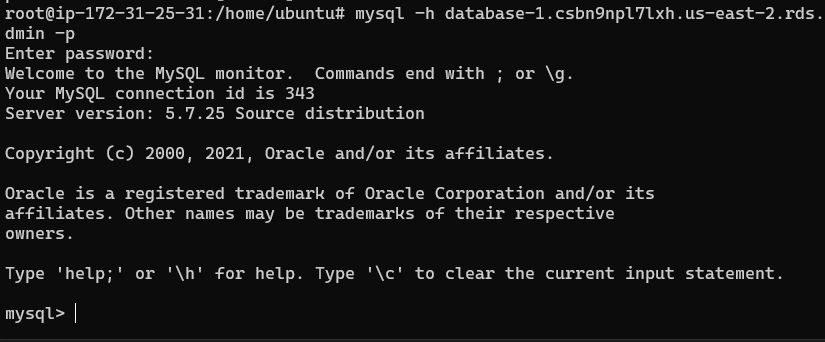 root@ip-172-31-25-31:/home/ubuntu# mysql -h database-1.csbn9npl7lxh.us-east-2.rds.
dmin -p
Enter password:
Welcome to the MySQL monitor.  Commands end with ; or \g.
Your MySQL connection id is 343
Server version: 5.7.25 Source distribution
Copyright (c) 2000, 2021, Oracle and/or its affiliates.
Oracle is a registered trademark of Oracle Corporation and/or its
affiliates. Other names may be trademarks of their respective
owners.
Type 'help;' or '\h' for help. Type '\c' to clear the current input statement.
mysql>